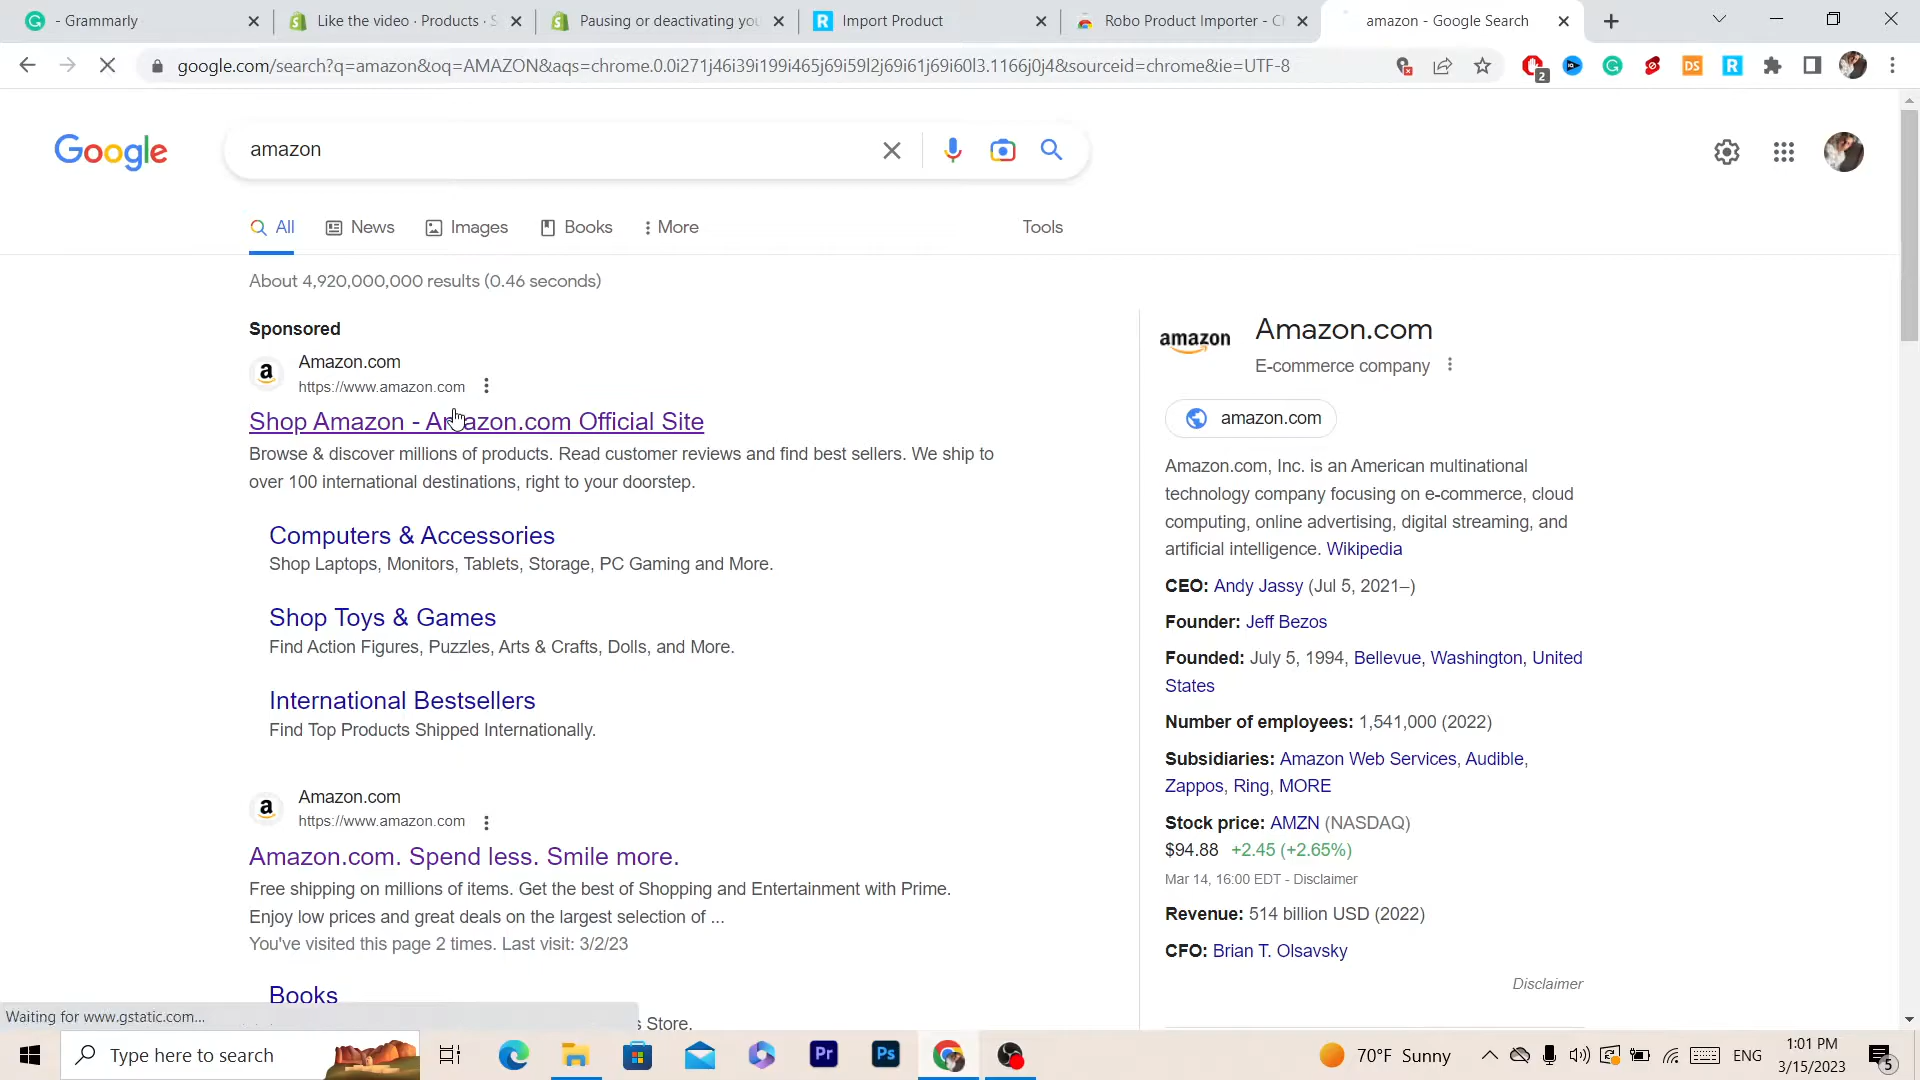 - Grammarly
Like the video · Products · S
Pausing or deactivating you
Import Product
Robo Product Importer - C
amazon - Google Search
google.com/search?q=amazon&oq=AMAZON&aqs=chrome.0.0i271j46i39i199i465j69i59l2j69i61j69i60l3.1166j0j4&sourceid=chrome&ie=UTF-8
2
DS
R
Google
amazon
All
News
Images
Books
More
Tools
About 4,920,000,000 results (0.46 seconds)
Sponsored
Amazon.com
https://www.amazon.com
Shop Amazon - Amazon.com Official Site
Browse & discover millions of products. Read customer reviews and find best sellers. We ship to
over 100 international destinations, right to your doorstep.
Computers & Accessories
Shop Laptops, Monitors, Tablets, Storage, PC Gaming and More.
Shop Toys & Games
Find Action Figures, Puzzles, Arts & Crafts, Dolls, and More.
International Bestsellers
Find Top Products Shipped Internationally.
Amazon.com
https://www.amazon.com
Amazon.com. Spend less. Smile more.
Free shipping on millions of items. Get the best of Shopping and Entertainment with Prime.
Enjoy low prices and great deals on the largest selection of ...
You've visited this page 2 times. Last visit: 3/2/23
Books
s Store.
amazon
Amazon.com
E-commerce company
amazon.com
Amazon.com, Inc. is an American multinational
technology company focusing on e-commerce, cloud
computing, online advertising, digital streaming, and
artificial intelligence. Wikipedia
CEO: Andy Jassy (Jul 5, 2021–)
Founder: Jeff Bezos
Founded: July 5, 1994, Bellevue, Washington, United
States
Number of employees: 1,541,000 (2022)
Subsidiaries: Amazon Web Services, Audible,
Zappos, Ring, MORE
Stock price: AMZN (NASDAQ)
$94.88 +2.45 (+2.65%)
Mar 14, 16:00 EDT - Disclaimer
Revenue: 514 billion USD (2022)
CFO: Brian T. Olsavsky
Disclaimer
Waiting for www.gstatic.com...
Type here to search
Pr
Ps
70°F Sunny
ENG
1:01 PM
3/15/2023
5